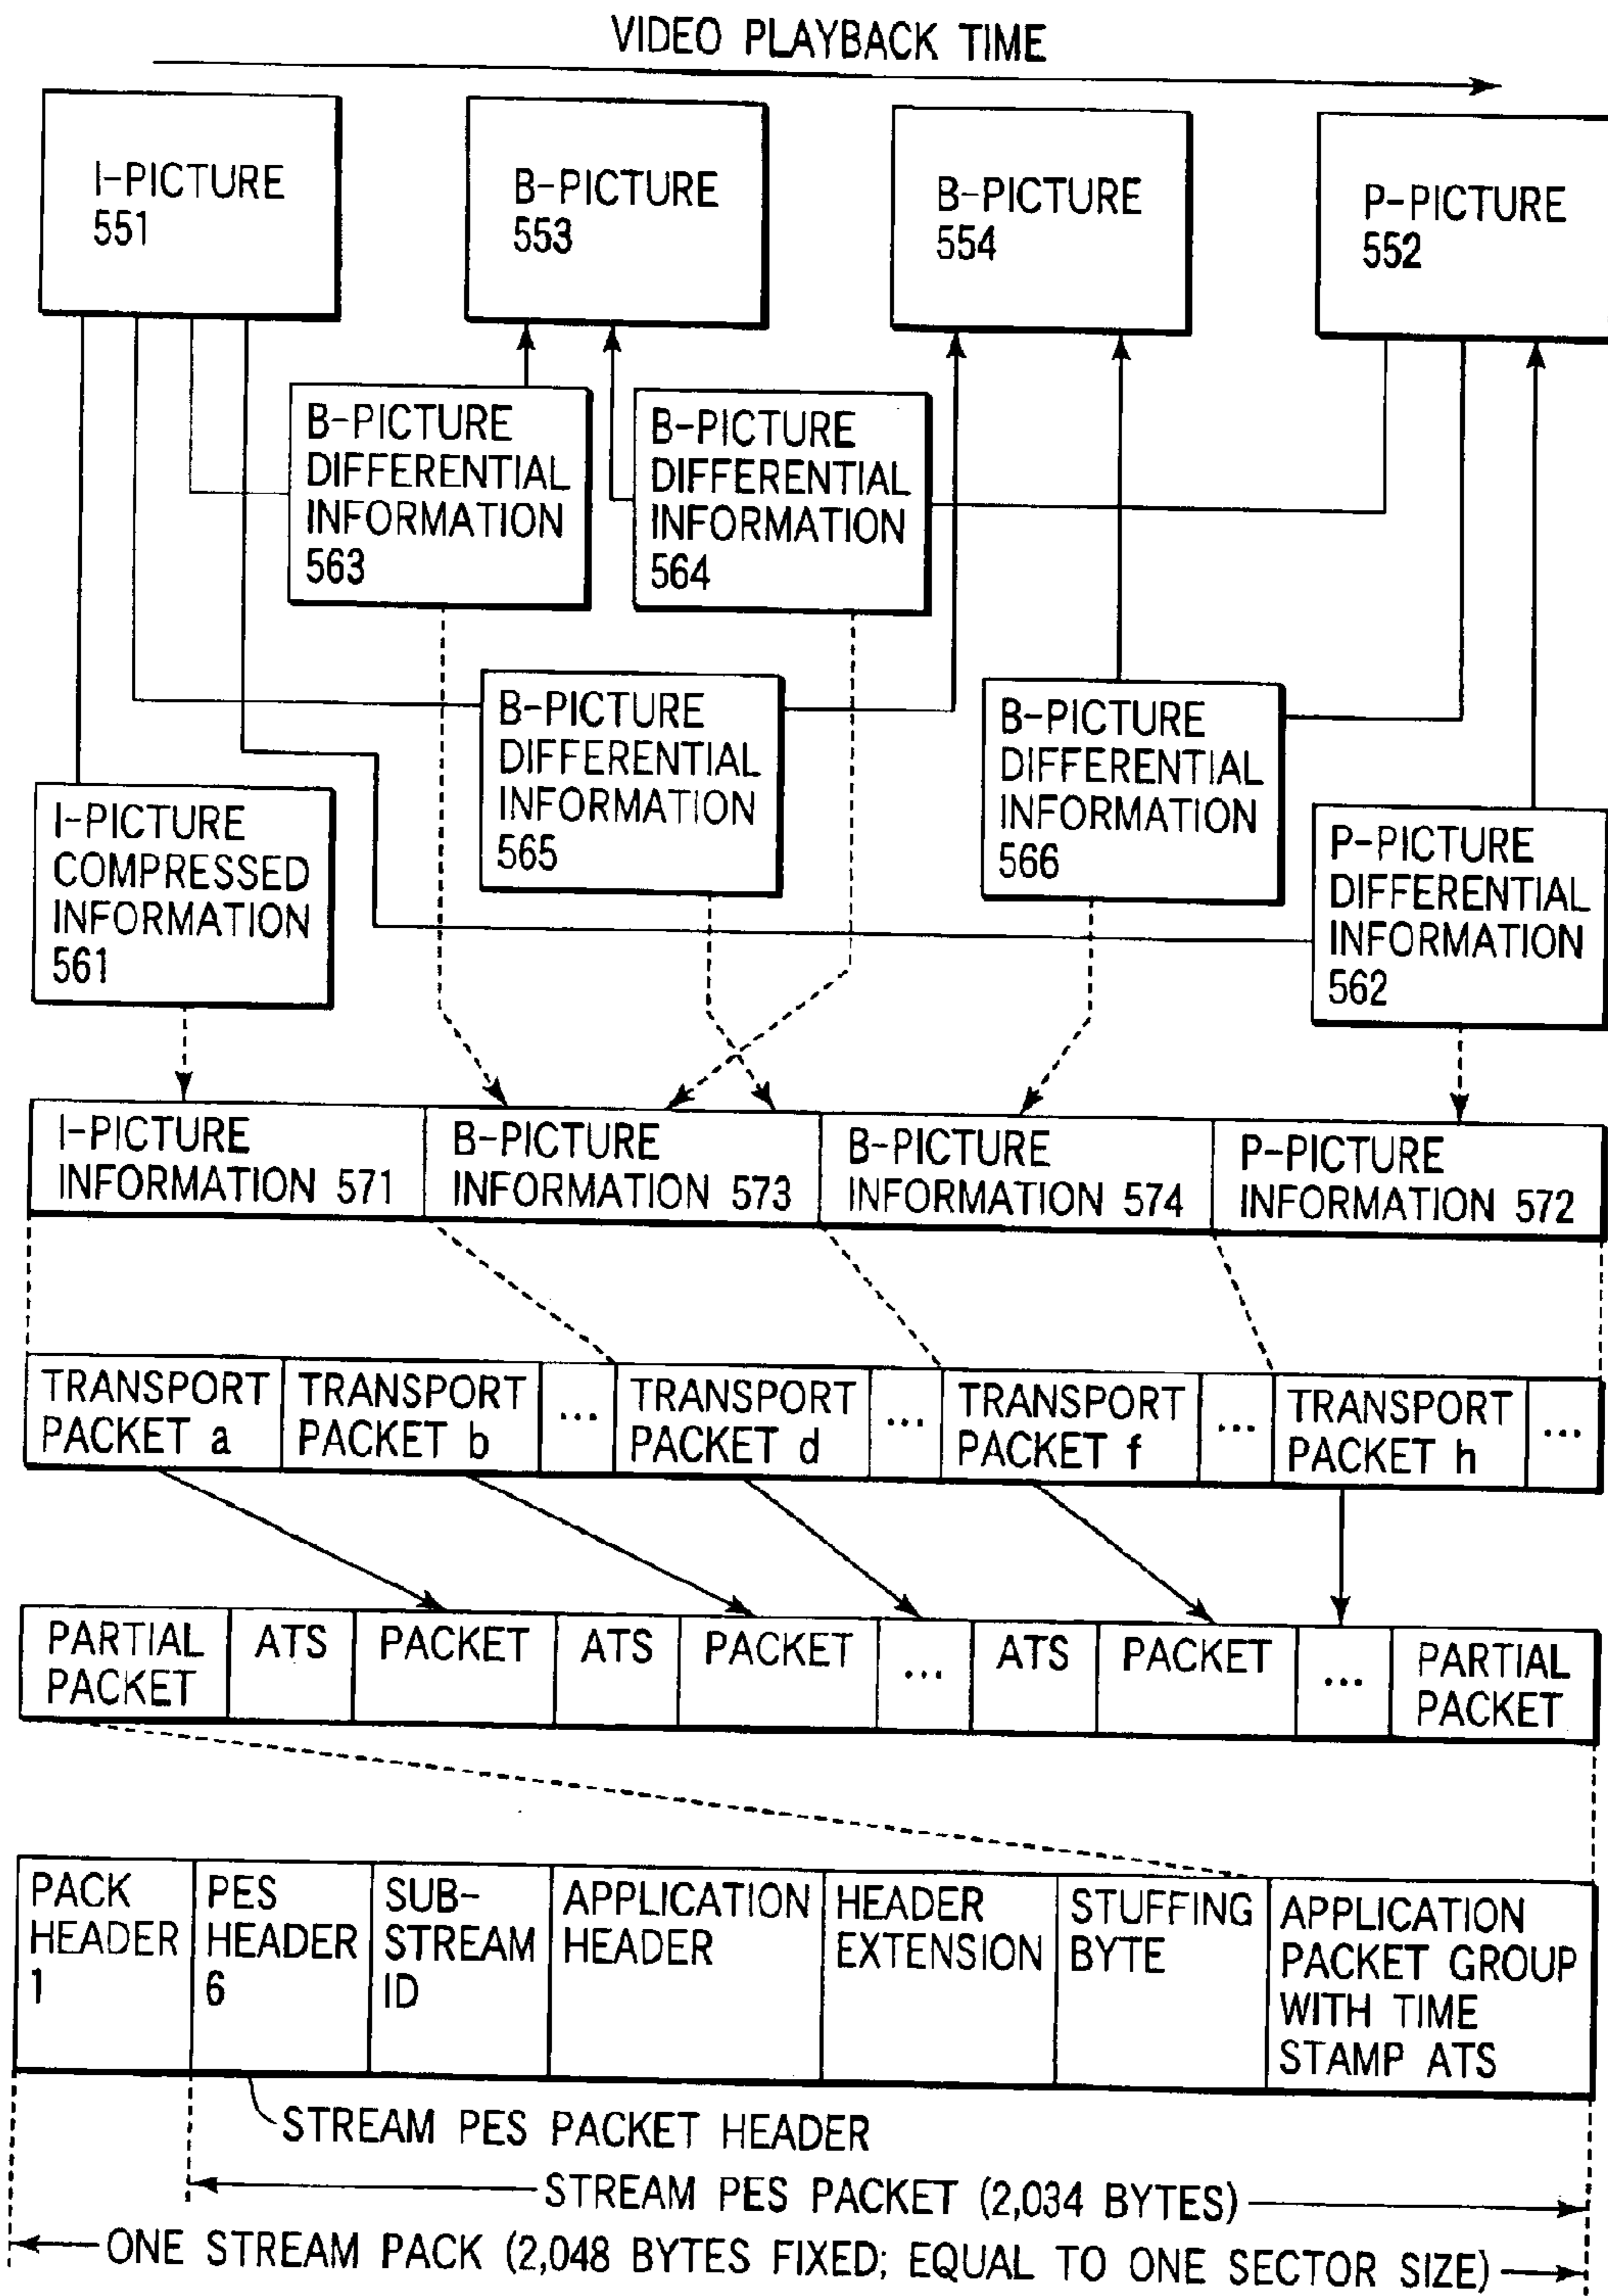 VIDEO PLAYBACK TIME
I-PICTURE
551
B-PICTURE
553
B-PICTURE
554
P-PICTURE
552
B-PICTURE
DIFFERENTIAL
INFORMATION
563
B-PICTURE
DIFFERENTIAL
INFORMATION
564
B-PICTURE
DIFFERENTIAL
INFORMATION
565
B-PICTURE
DIFFERENTIAL
INFORMATION
566
I-PICTURE
COMPRESSED
INFORMATION
561
P-PICTURE
DIFFERENTIAL
INFORMATION
562
I-PICTURE
INFORMATION 571
B-PICTURE
INFORMATION 573
B-PICTURE
INFORMATION 574
P-PICTURE
INFORMATION 572
TRANSPORT
PACKET a
TRANSPORT
PACKET b
...
TRANSPORT
PACKET d
...
TRANSPORT
PACKET f
...
TRANSPORT
PACKET h
...
PARTIAL
PACKET
ATS
PACKET
ATS
PACKET
...
ATS
PACKET
...
PARTIAL
PACKET
PACK
HEADER
1
PES
HEADER
6
SUB-
STREAM
ID
APPLICATION
HEADER
HEADER
EXTENSION
STUFFING
BYTE
APPLICATION
PACKET GROUP
WITH TIME
STAMP ATS
STREAM PES PACKET HEADER
STREAM PES PACKET (2,034 BYTES)
ONE STREAM PACK (2,048 BYTES FIXED; EQUAL TO ONE SECTOR SIZE)